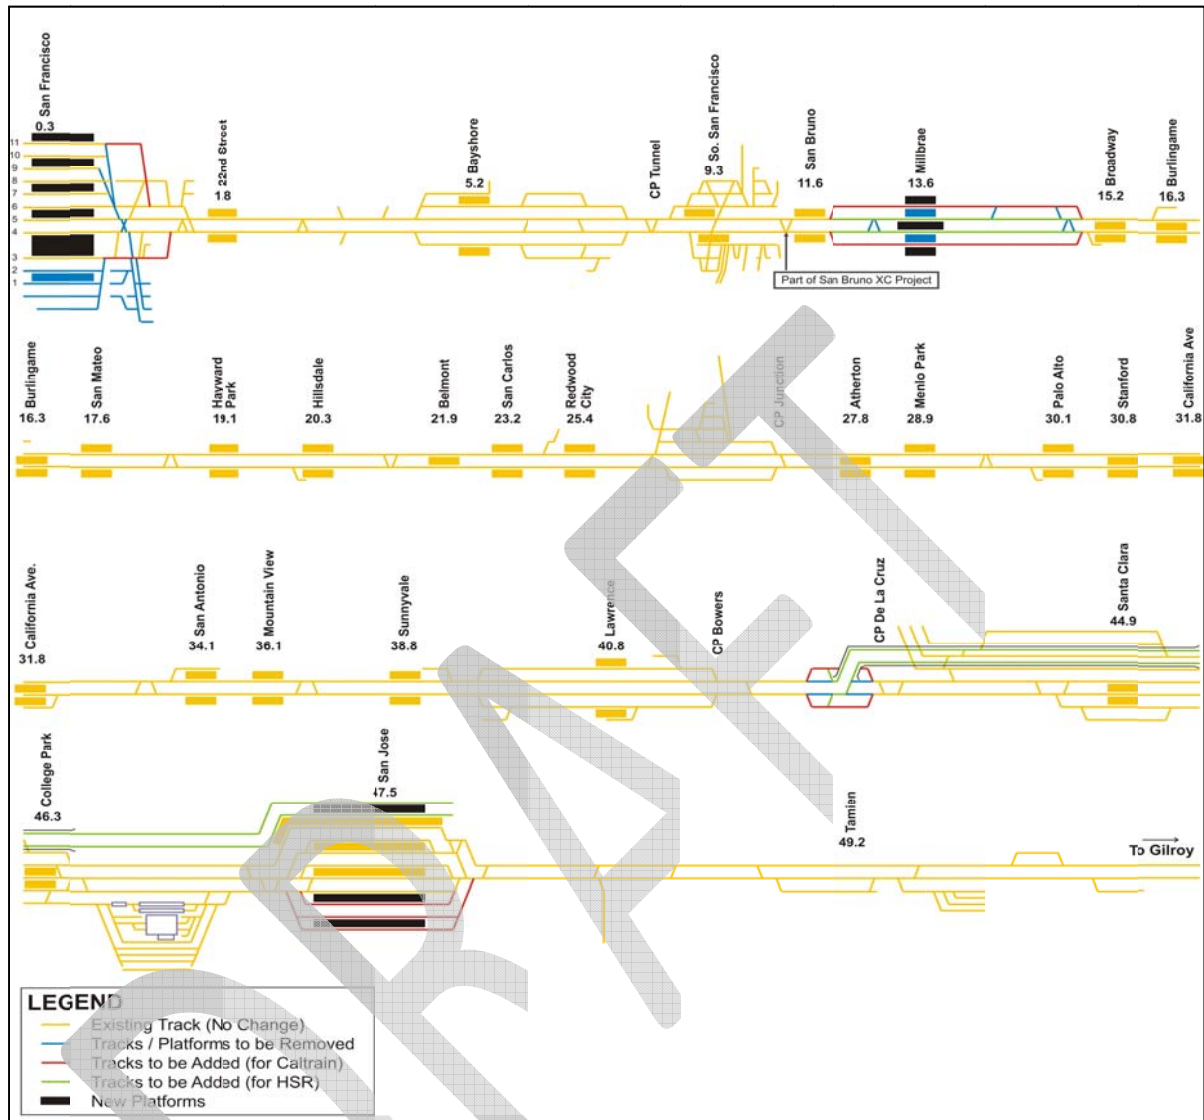 San Francisco
0.3
22nd Street
1.8
Bayshore
5.2
CP Tunnel
So. San Francisco
9.3
San Bruno
11.6
Millbrae
13.6
Broadway
15.2
Burlingame
16.3
11
10
9
8
7
6
5
4
3
2
1
Part of San Bruno XC Project
Burlingame
16.3
San Mateo
17.6
Hayward
Park
19.1
Hillsdale
20.3
Belmont
21.9
San Carlos
23.2
Redwood
City
25.4
CP Junction
Atherton
27.8
Menlo Park
28.9
Palo Alto
30.1
Stanford
30.8
California Ave
31.8
California Ave.
31.8
San Antonio
34.1
Mountain View
36.1
Sunnyvale
38.8
Lawrence
40.8
CP Bowers
CP De La Cruz
Santa Clara
44.9
College Park
46.3
San Jose
47.5
Tamien
49.2
To Gilroy
LEGEND
Existing Track (No Change)
Tracks / Platforms to be Removed
Tracks to be Added (for Caltrain)
Tracks to be Added (for HSR)
New Platforms
DRAFT